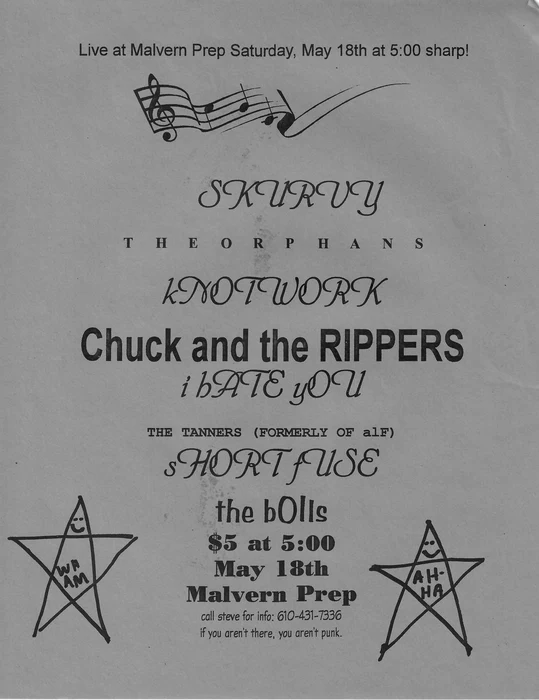 Live at Malvern Prep Saturday, May 18th at 5:00 sharp!
SKURVY
T H E O R P H A N S
kNOTWORK
Chuck and the RIPPERS
i hATE yOU
THE TANNERS (FORMERLY OF alF)
sHORT fUSE
the bOlls
$5 at 5:00
May 18th
Malvern Prep
call steve for info: 610-431-7336
if you aren't there, you aren't punk.
WA
AM
AH-
HA